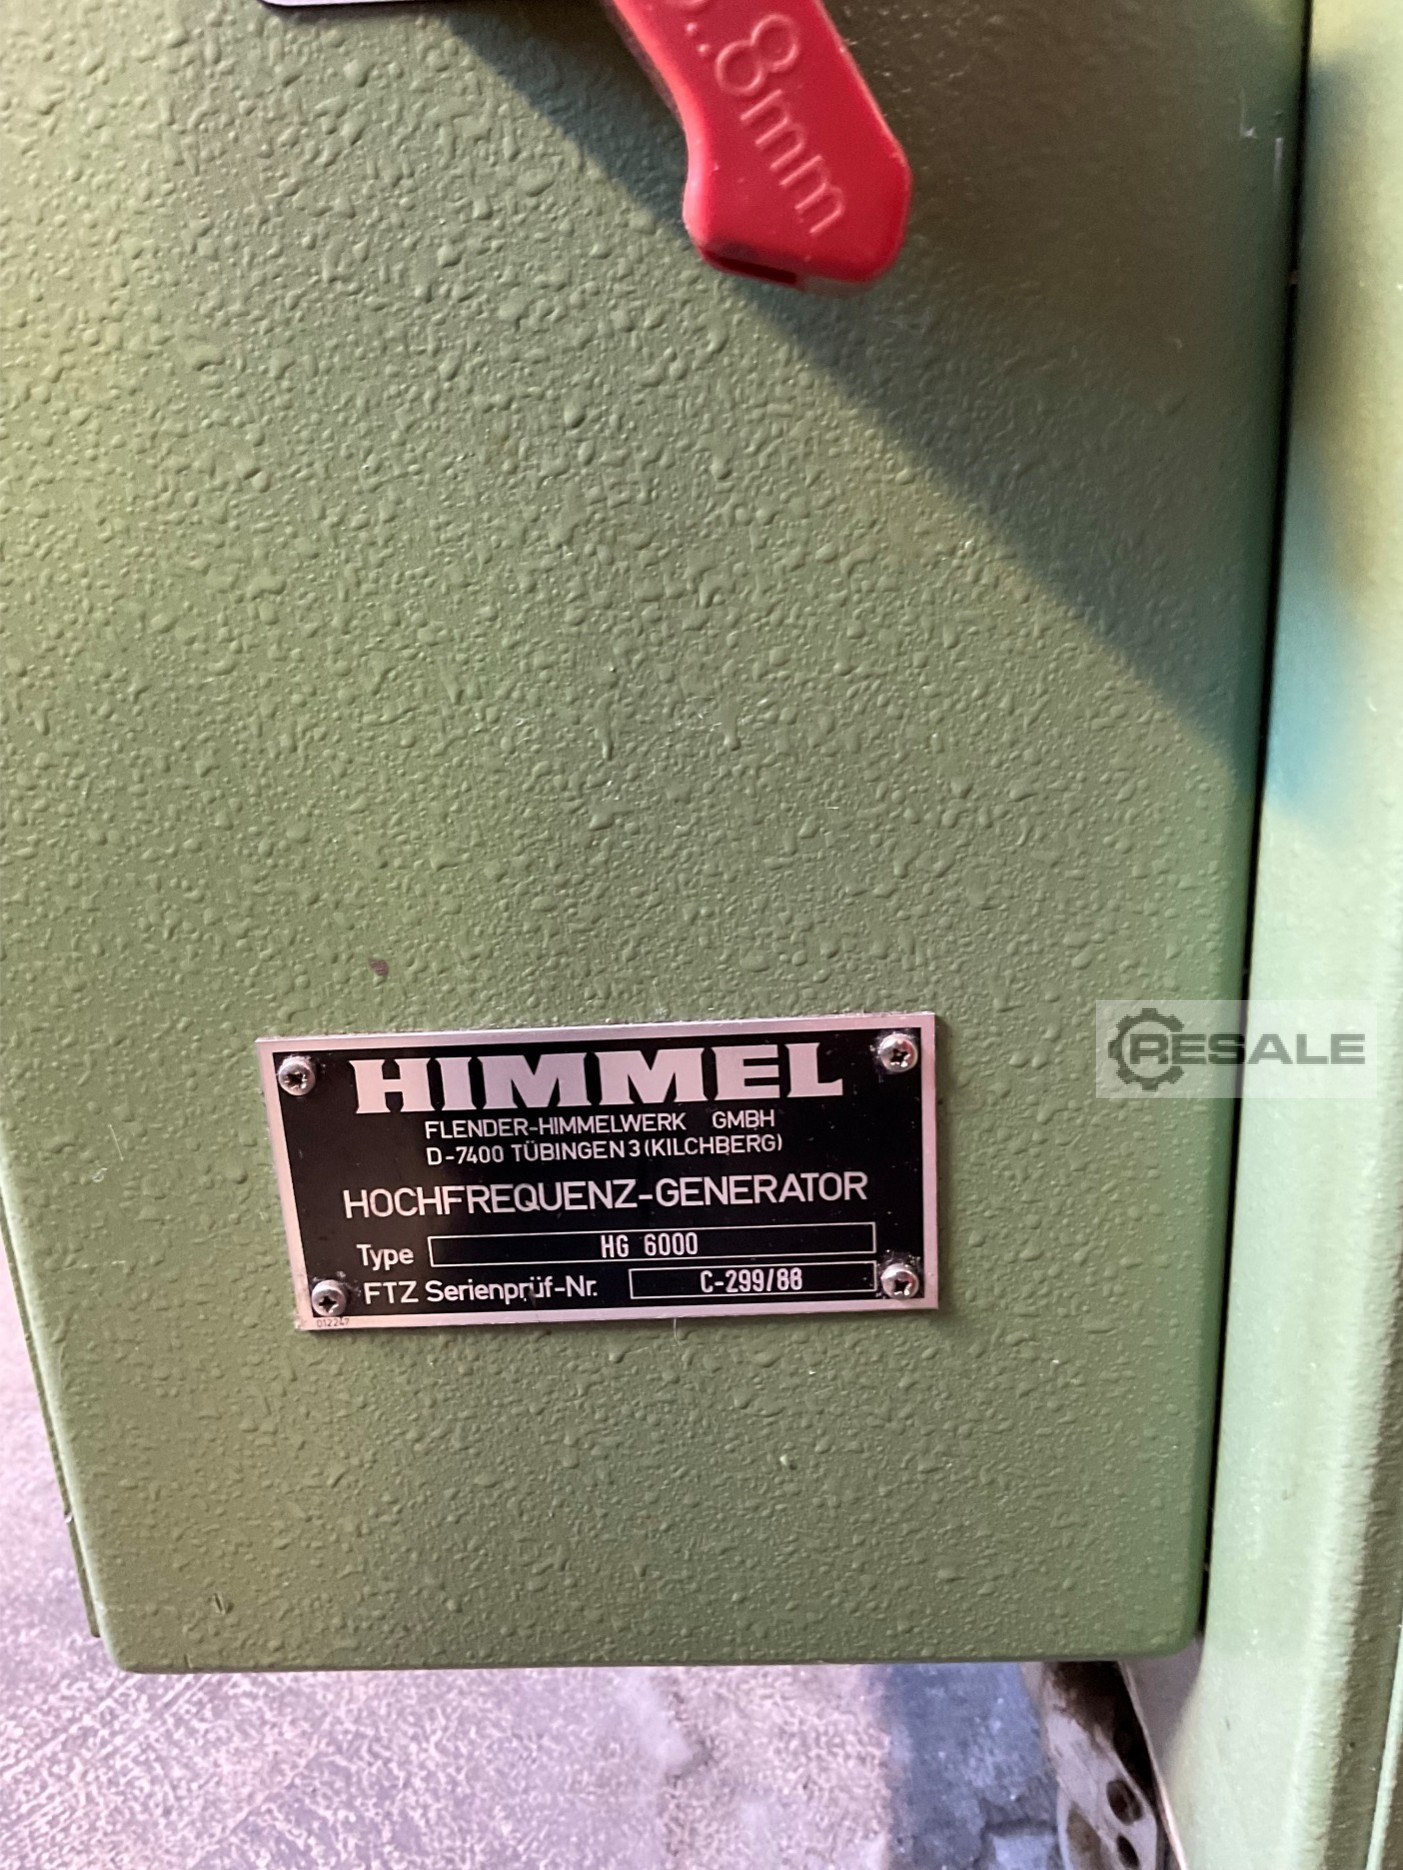 ..8mm
RESALE
HIMMEL
FLENDER-HIMMELWERK GMBH
D-7400 TÜBINGEN 3 (KILCHBERG)
HOCHFREQUENZ-GENERATOR
Type HG 6000
FTZ Serienprüf-Nr. C-299/88